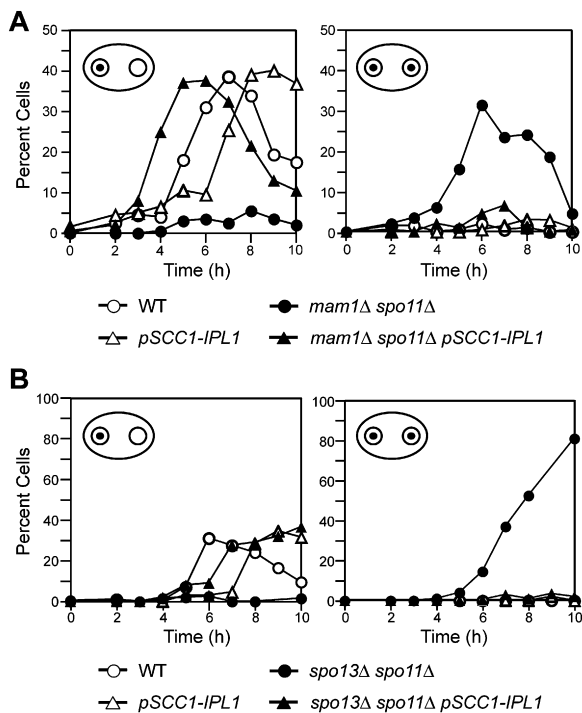 A
Percent Cells
50
40
30
20
10
0
0 2 4 6 8 10
Time (h)
50
40
30
20
10
0
0 2 4 6 8 10
Time (h)
WT
mam1Δ spo11Δ
pSCC1-IPL1
mam1Δ spo11Δ pSCC1-IPL1
B
Percent Cells
100
80
60
40
20
0
0 2 4 6 8 10
Time (h)
100
80
60
40
20
0
0 2 4 6 8 10
Time (h)
WT
spo13Δ spo11Δ
pSCC1-IPL1
spo13Δ spo11Δ pSCC1-IPL1